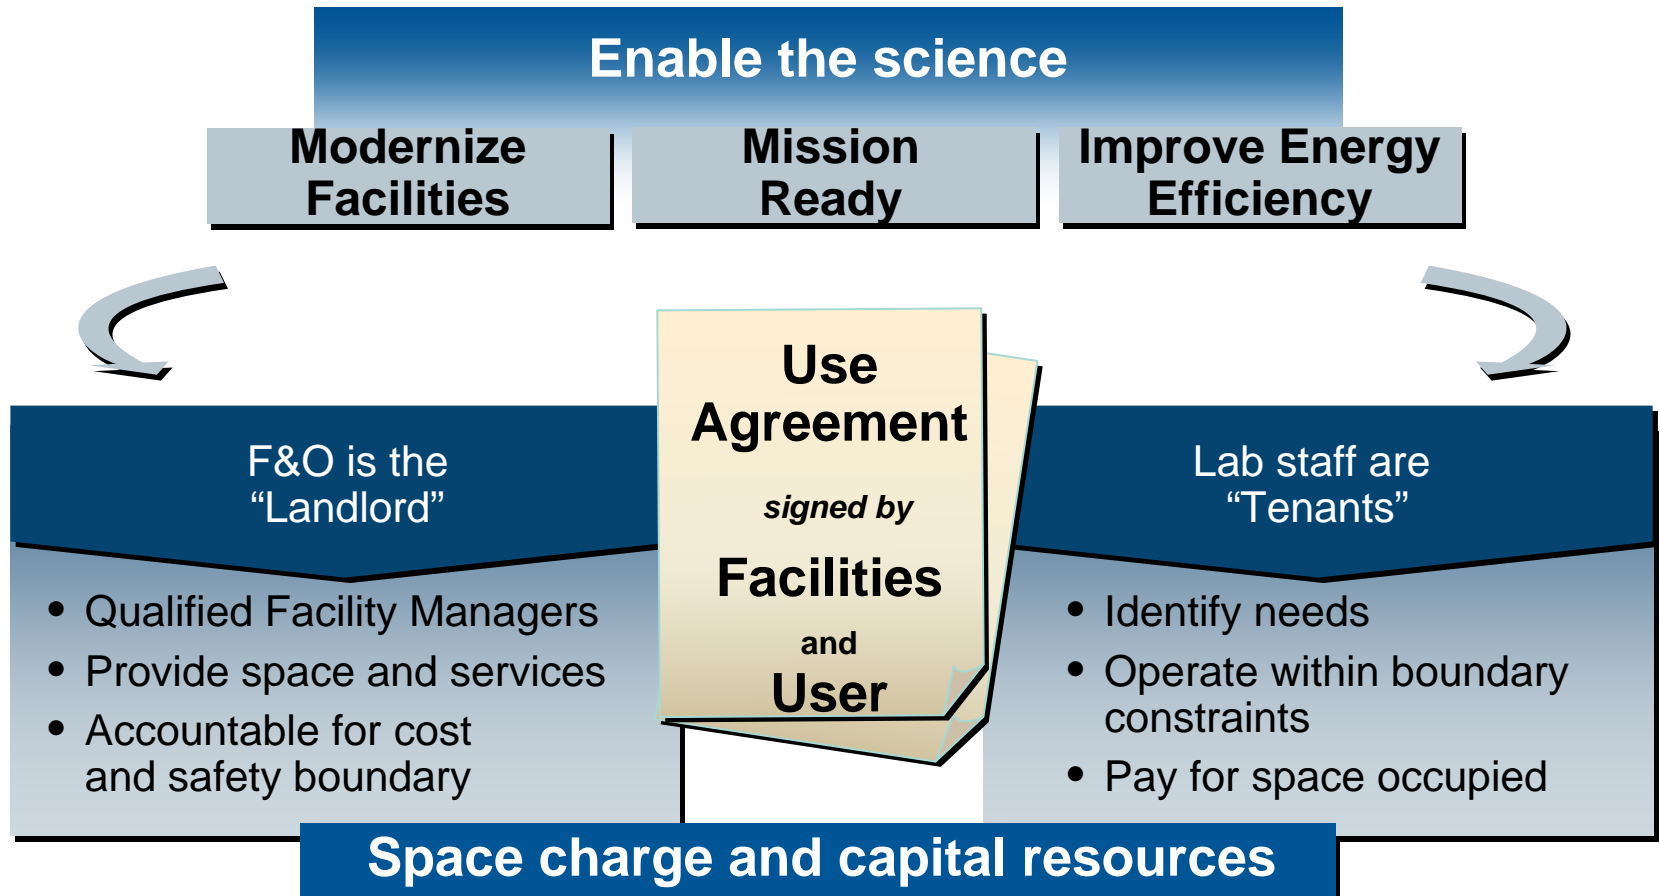 Enable the science
Modernize
Facilities
Mission
Ready
Improve Energy
Efficiency
F&O is the
“Landlord”
• Qualified Facility Managers
• Provide space and services
• Accountable for cost
and safety boundary
Use
Agreement
signed by
Facilities
and
User
Lab staff are
“Tenants”
• Identify needs
• Operate within boundary
constraints
• Pay for space occupied
Space charge and capital resources